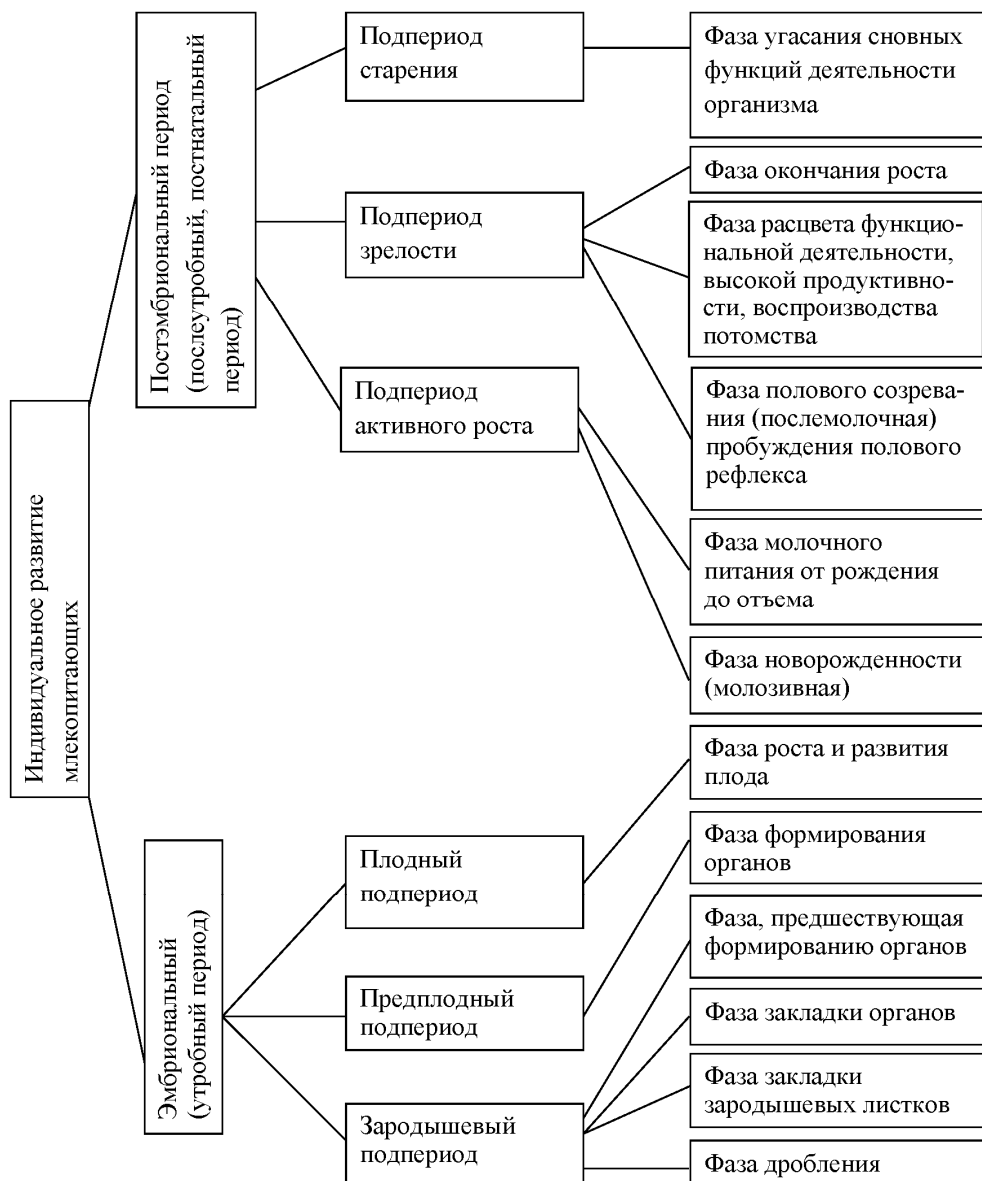 Индивидуальное развитие
млекопитающих
Постэмбриональный период
(послеутробный, постнатальный
период)
Эмбриональный
(утробный период)
Подпериод
старения
Подпериод
зрелости
Подпериод
активного роста
Плодный
подпериод
Предплодный
подпериод
Зародышевый
подпериод
Фаза угасания сновных
функций деятельности
организма
Фаза окончания роста
Фаза расцвета функцио-
нальной деятельности,
высокой продуктивно-
сти, воспроизводства
потомства
Фаза полового созрева-
ния (послемолочная)
пробуждения полового
рефлекса
Фаза молочного
питания от рождения
до отъема
Фаза новорожденности
(молозивная)
Фаза роста и развития
плода
Фаза формирования
органов
Фаза, предшествующая
формированию органов
Фаза закладки органов
Фаза закладки
зародышевых листков
Фаза дробления